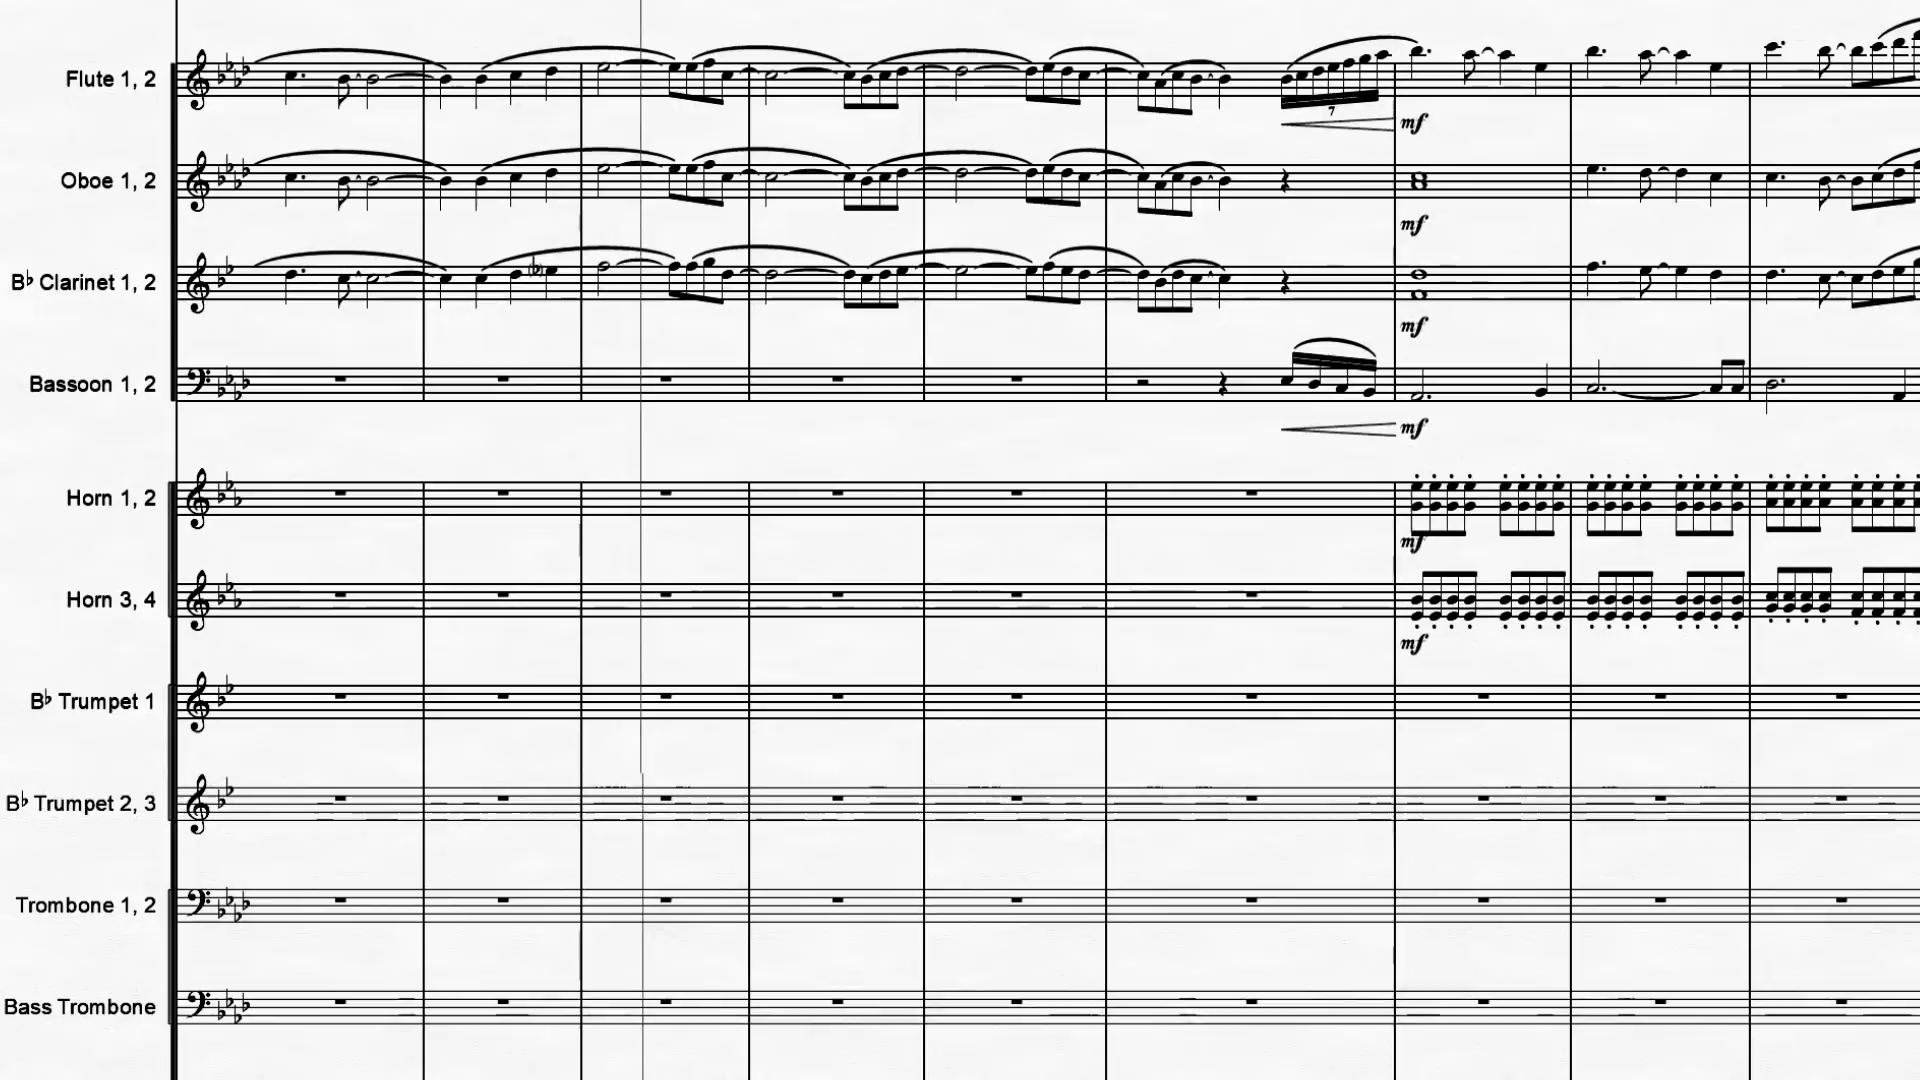 Flute 1, 2
7
mf
Oboe 1, 2
mf
B♭ Clarinet 1, 2
mf
Bassoon 1, 2
mf
Horn 1, 2
mf
Horn 3, 4
mf
B♭ Trumpet 1
B♭ Trumpet 2, 3
Trombone 1, 2
Bass Trombone